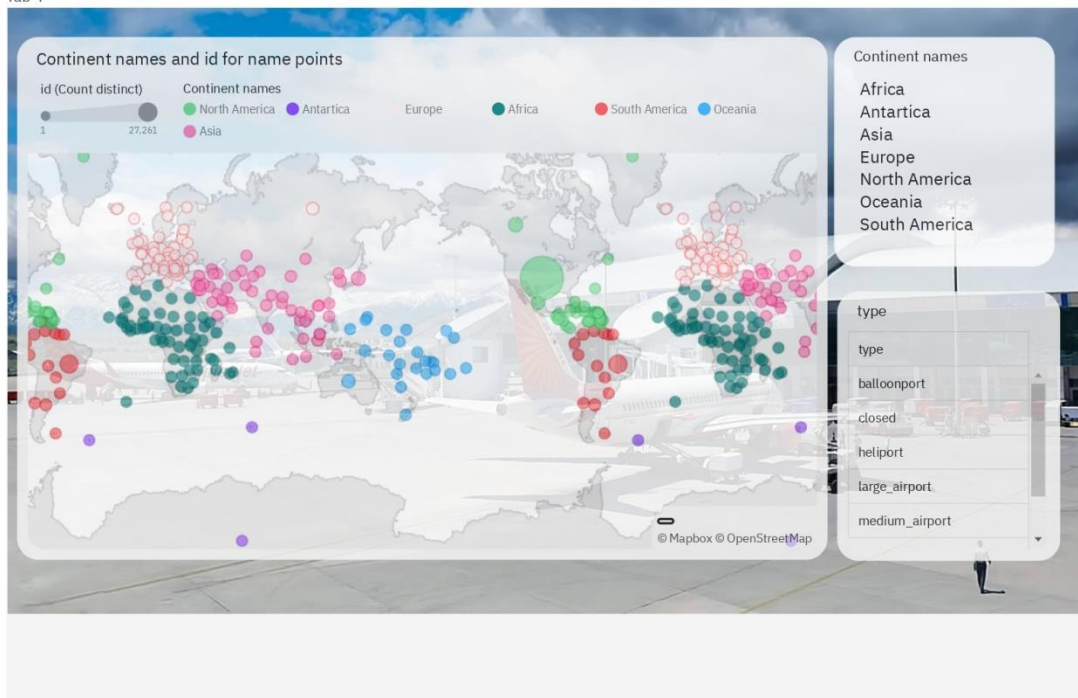 Continent names and id for name points
id (Count distinct)
1
27,261
Continent names
North America
Antartica
Europe
Africa
South America
Oceania
Asia
© Mapbox © OpenStreetMap
Continent names
Africa
Antartica
Asia
Europe
North America
Oceania
South America
type
type
balloonport
closed
heliport
large_airport
medium_airport